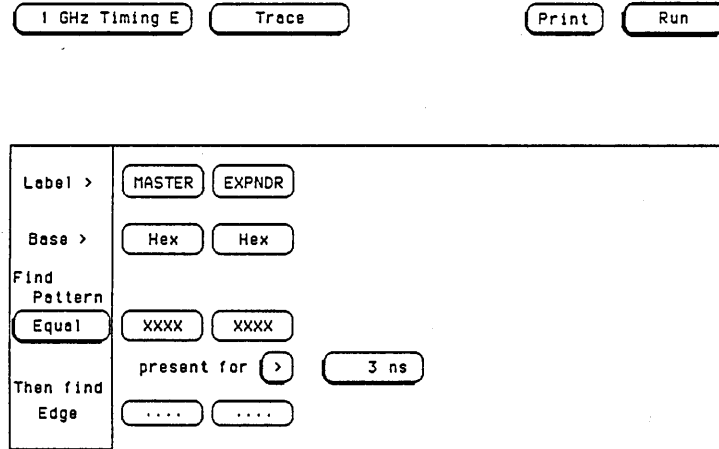 1 GHz Timing E Trace Print Run
Label > MASTER EXPNDR
Base > Hex Hex
Find
Pattern
Equal XXXX XXXX
present for > 3 ns
Then find
Edge .... ....